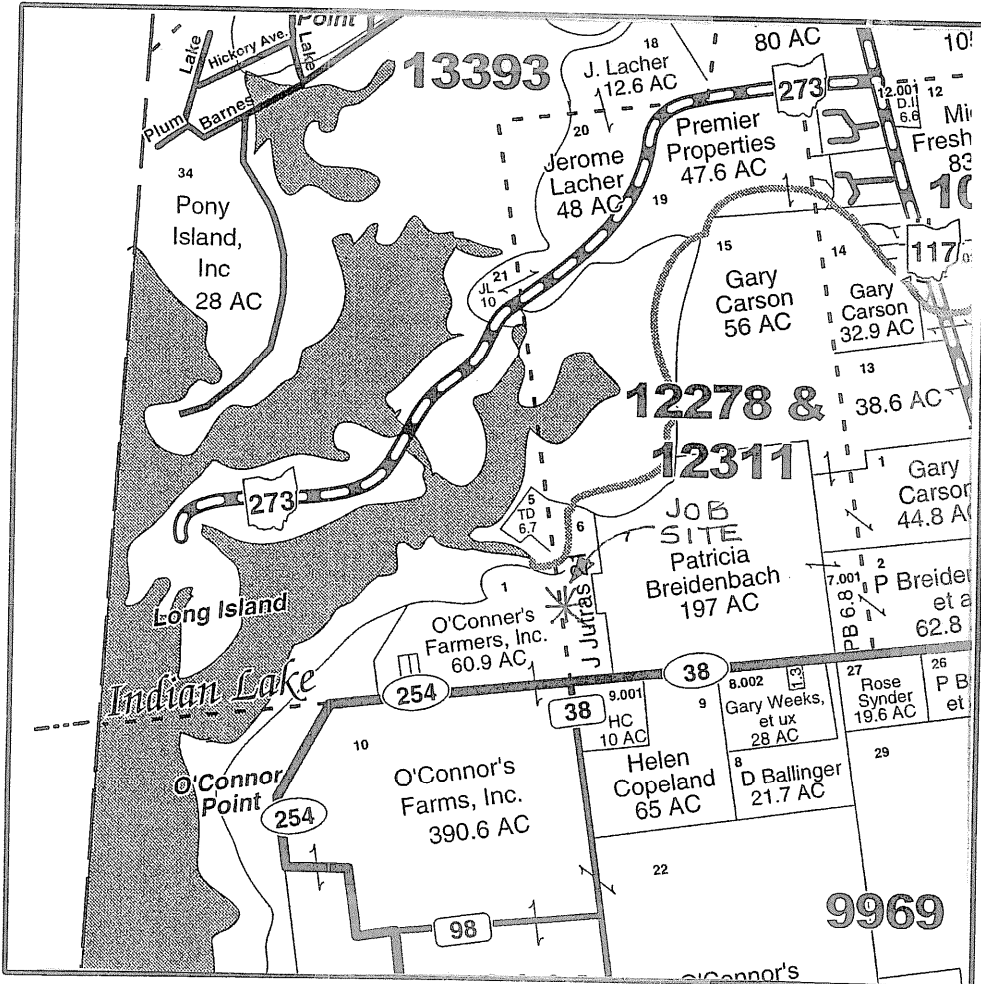 Point
Lake
Hickory Ave.
Lake
Barnes
Plum
13393
18
J. Lacher
12.6 AC
80 AC
273
12.001
D.I
6.6
12
20
Jerome
Lacher
48 AC
Premier
Properties
47.6 AC
19
34
Pony
Island,
Inc
28 AC
21
JL
10
15
Gary
Carson
56 AC
14
Gary
Carson
32.9 AC
117
13
38.6 AC
12278 &
12311
1
Gary
Carson
44.8 A
273
5
TD
6.7
6
JOB
SITE
Patricia
Breidenbach
197 AC
7.001
PB 6.8
2
P Breiden
et a
62.8
Long Island
1
O'Conner's
Farmers, Inc.
60.9 AC
J Jutras
Indian Lake
254
38
38
9.001
HC
10 AC
9
8.002
1.3
Gary Weeks,
et ux
28 AC
27
Rose
Synder
19.6 AC
26
P B
et
10
O'Connor
Point
254
O'Connor's
Farms, Inc.
390.6 AC
Helen
Copeland
65 AC
8
D Ballinger
21.7 AC
29
22
9969
98
O'Connor's